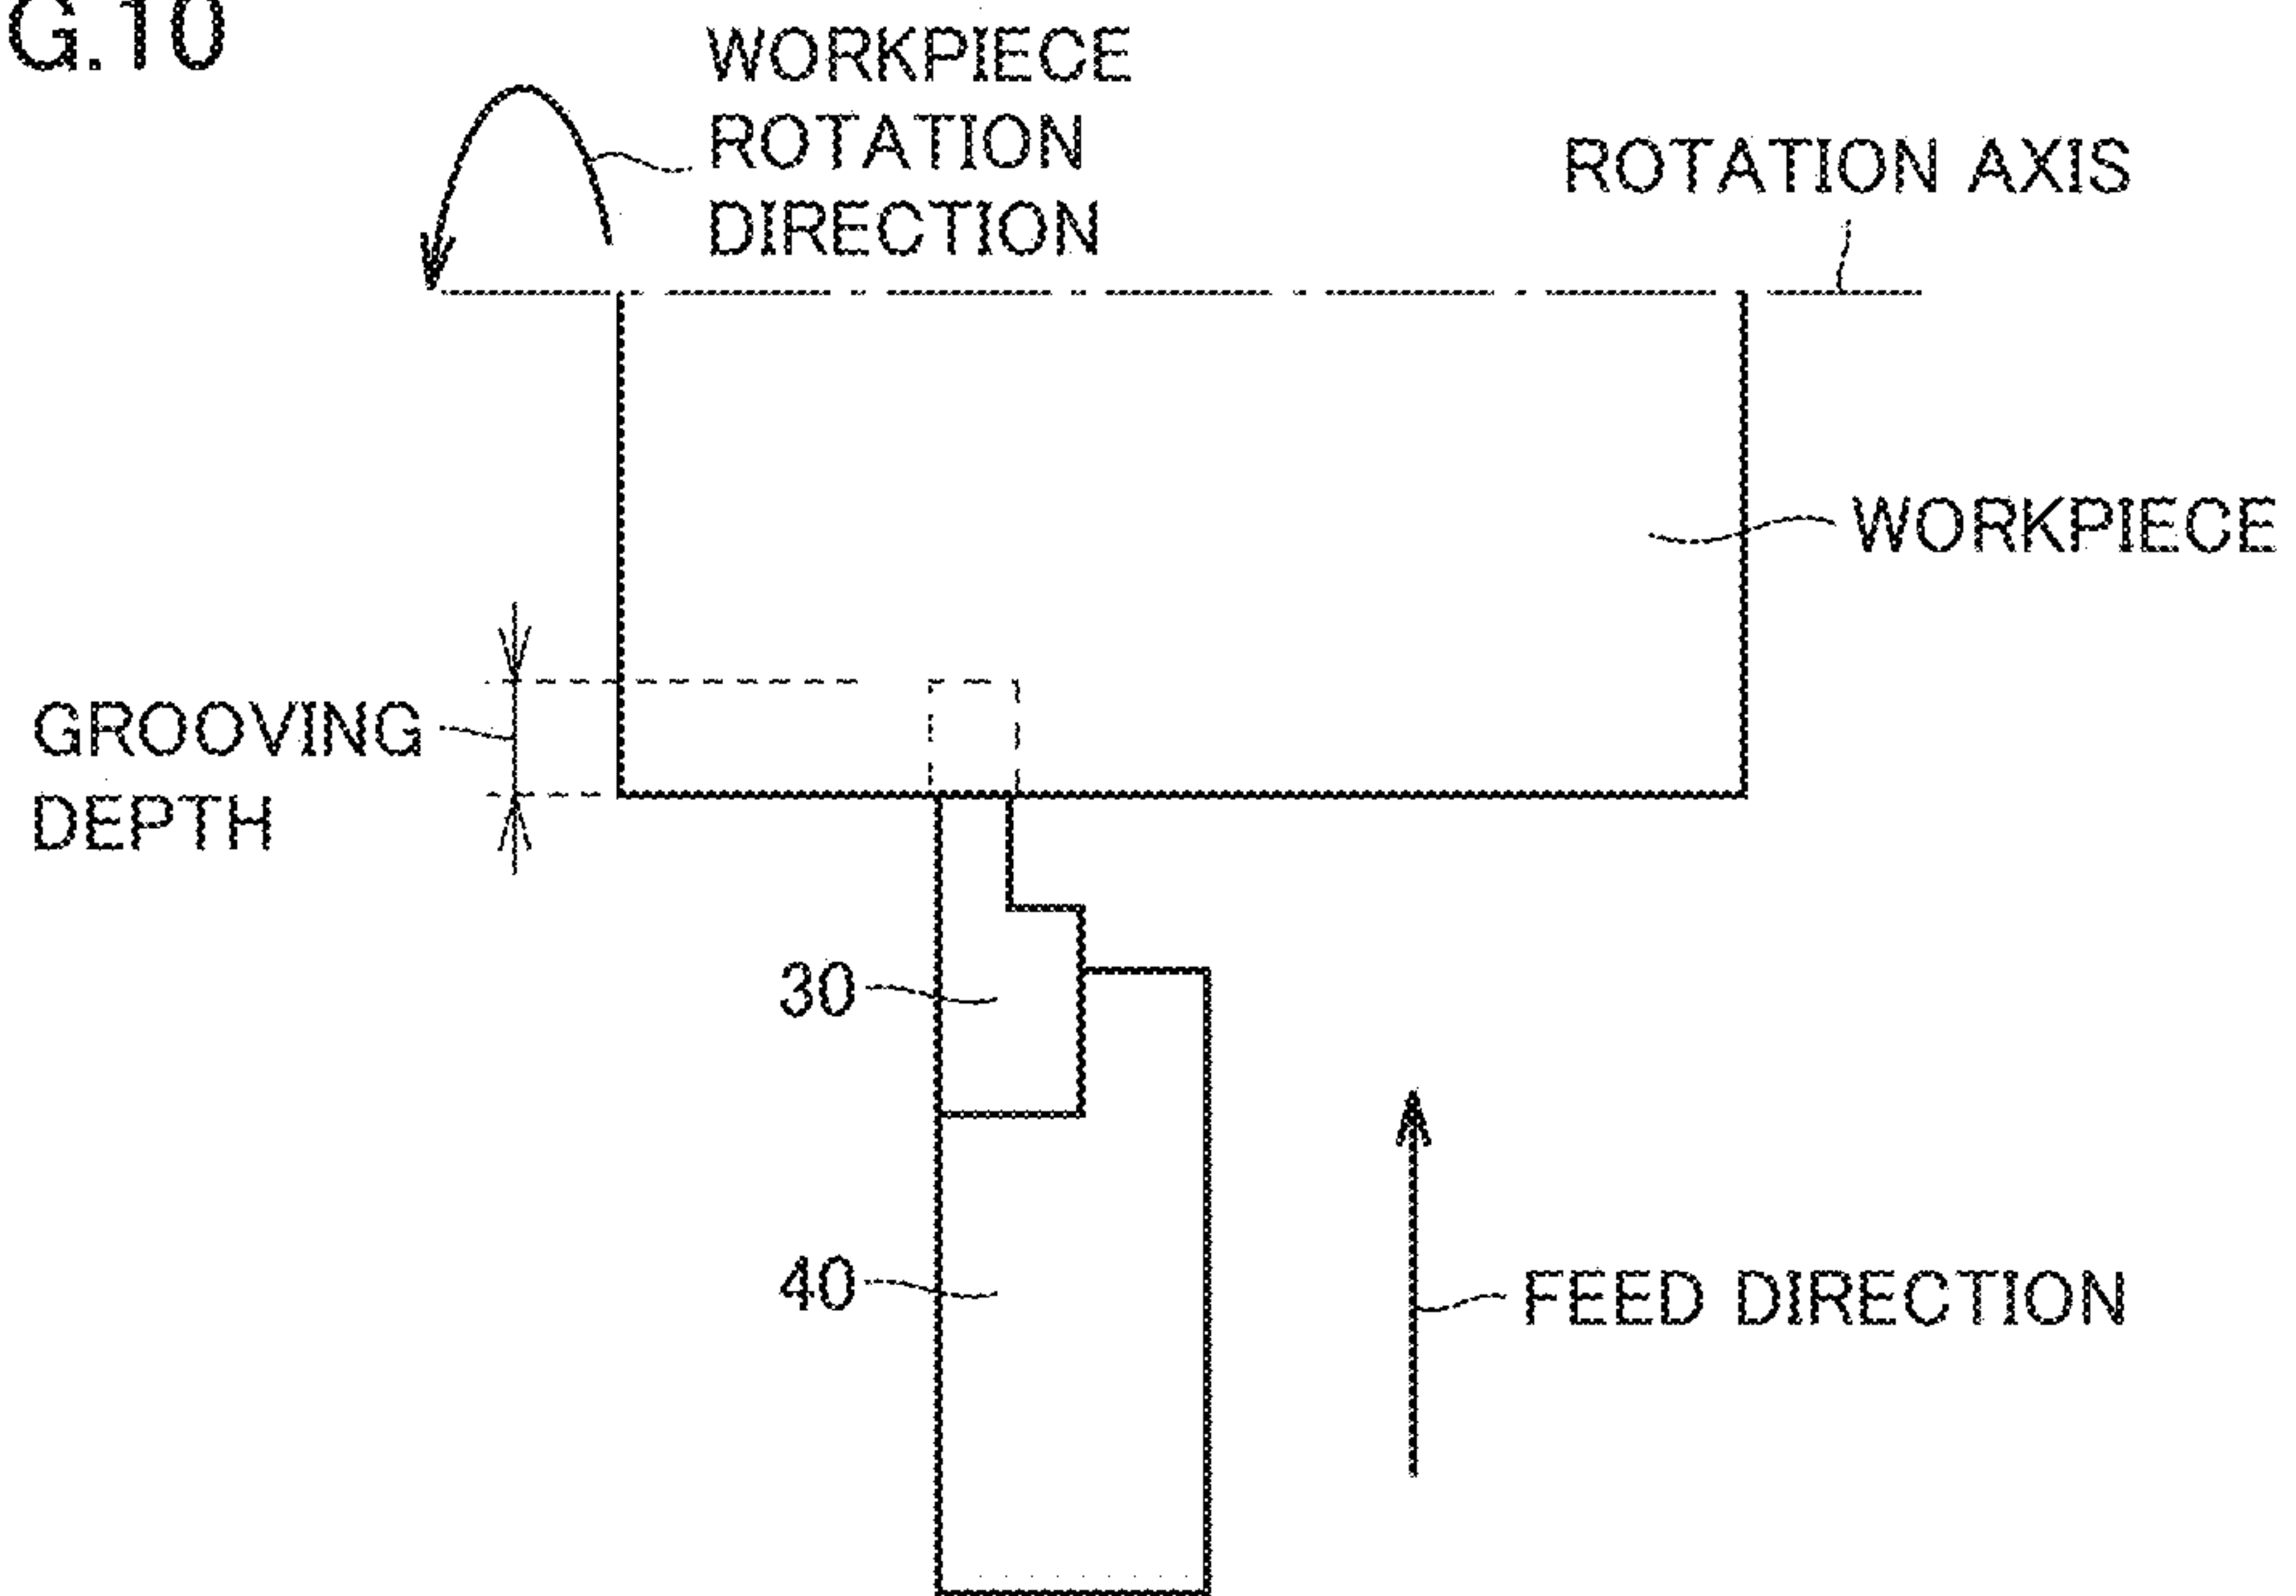 G.10
WORKPIECE
ROTATION
DIRECTION
ROTATION AXIS
WORKPIECE
GROOVING
DEPTH
30
40
FEED DIRECTION